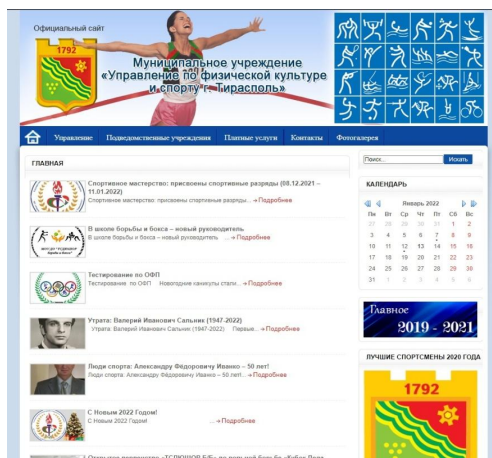 Официальный сайт
1792
Муниципальное учреждение
«Управление по физической культуре
и спорту г. Тирасполь»
Управление Подведомственные учреждения Платные услуги Контакты Фотогалерея
ГЛАВНАЯ
Спортивное мастерство: присвоены спортивные разряды (08.12.2021 –
11.01.2022)
Спортивное мастерство: присвоены спортивные разряды... Подробнее
В школе борьбы и бокса – новый руководитель
В школе борьбы и бокса – новый руководитель ... Подробнее
Тестирование по ОФП
Тестирование по ОФП Новогодние каникулы стали... Подробнее
Утрата: Валерий Иванович Сальник (1947-2022)
Утрата: Валерий Иванович Сальник (1947-2022) Первые... Подробнее
Люди спорта: Александру Фёдоровичу Иванко – 50 лет!
Люди спорта: Александру Фёдоровичу Иванко – 50 лет!... Подробнее
С Новым 2022 Годом!
С Новым 2022 Годом! ... Подробнее
Поиск... Искать
КАЛЕНДАРЬ
Январь 2022
Пн Вт Ср Чт Пт Сб Вс
27 28 29 30 31 1 2
3 4 5 6 7 8 9
10 11 12 13 14 15 16
17 18 19 20 21 22 23
24 25 26 27 28 29 30
31 1 2 3 4 5 6
Главное
2019 - 2021
ЛУЧШИЕ СПОРТСМЕНЫ 2020 ГОДА
1792